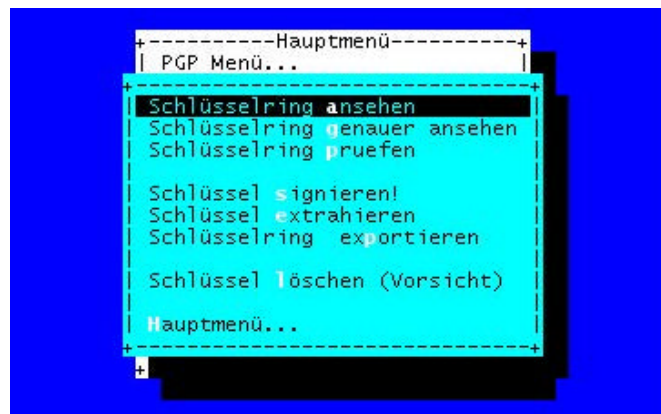 +----------Hauptmenü----------+
| PGP Menü... |
+-------------------------------+
Schlüsselring ansehen
Schlüsselring genauer ansehen
Schlüsselring pruefen
Schlüssel signieren!
Schlüssel extrahieren
Schlüsselring exportieren
Schlüssel löschen (Vorsicht)
Hauptmenü...
+-------------------------------+
+